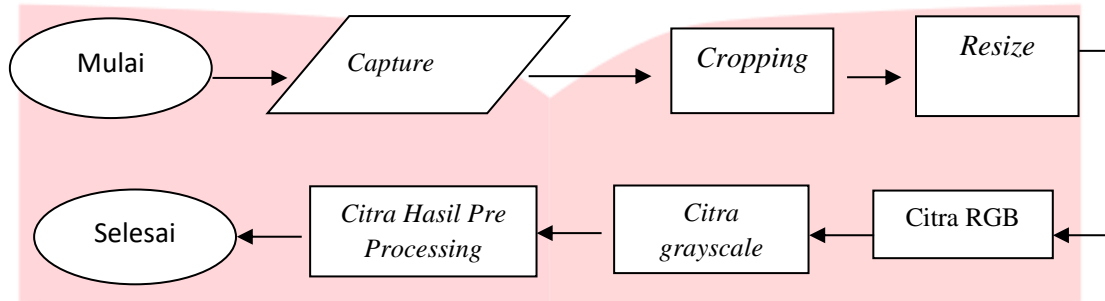 Mulai
Capture
Cropping
Resize
Selesai
Citra Hasil Pre
Processing
Citra
grayscale
Citra RGB